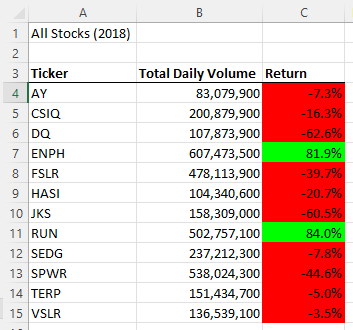 A B C
1 All Stocks (2018)
2
3 Ticker Total Daily Volume Return
4 AY 83,079,900 -7.3%
5 CSIQ 200,879,900 -16.3%
6 DQ 107,873,900 -62.6%
7 ENPH 607,473,500 81.9%
8 FSLR 478,113,900 -39.7%
9 HASI 104,340,600 -20.7%
10 JKS 158,309,000 -60.5%
11 RUN 502,757,100 84.0%
12 SEDG 237,212,300 -7.8%
13 SPWR 538,024,300 -44.6%
14 TERP 151,434,700 -5.0%
15 VSLR 136,539,100 -3.5%